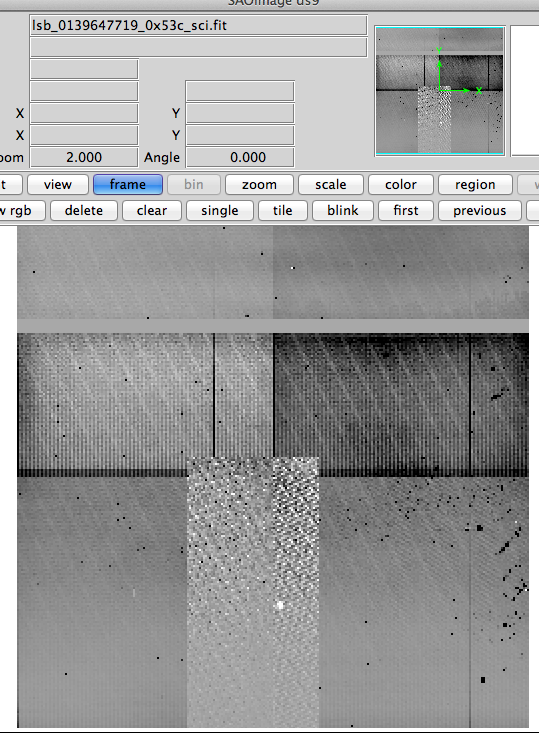 SAOImage ds9
lsb_0139647719_0x53c_sci.fit
X Y
X Y
oom 2.000 Angle 0.000
X
t view frame bin zoom scale color region
w rgb delete clear single tile blink first previous